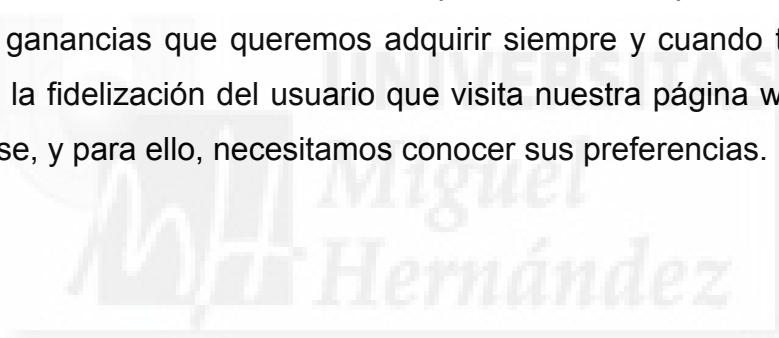 ganancias que queremos adquirir siempre y cuando
la fidelización del usuario que visita nuestra página
se, y para ello, necesitamos conocer sus preferencias.
UNIVERSITAS
Miguel
Hernández